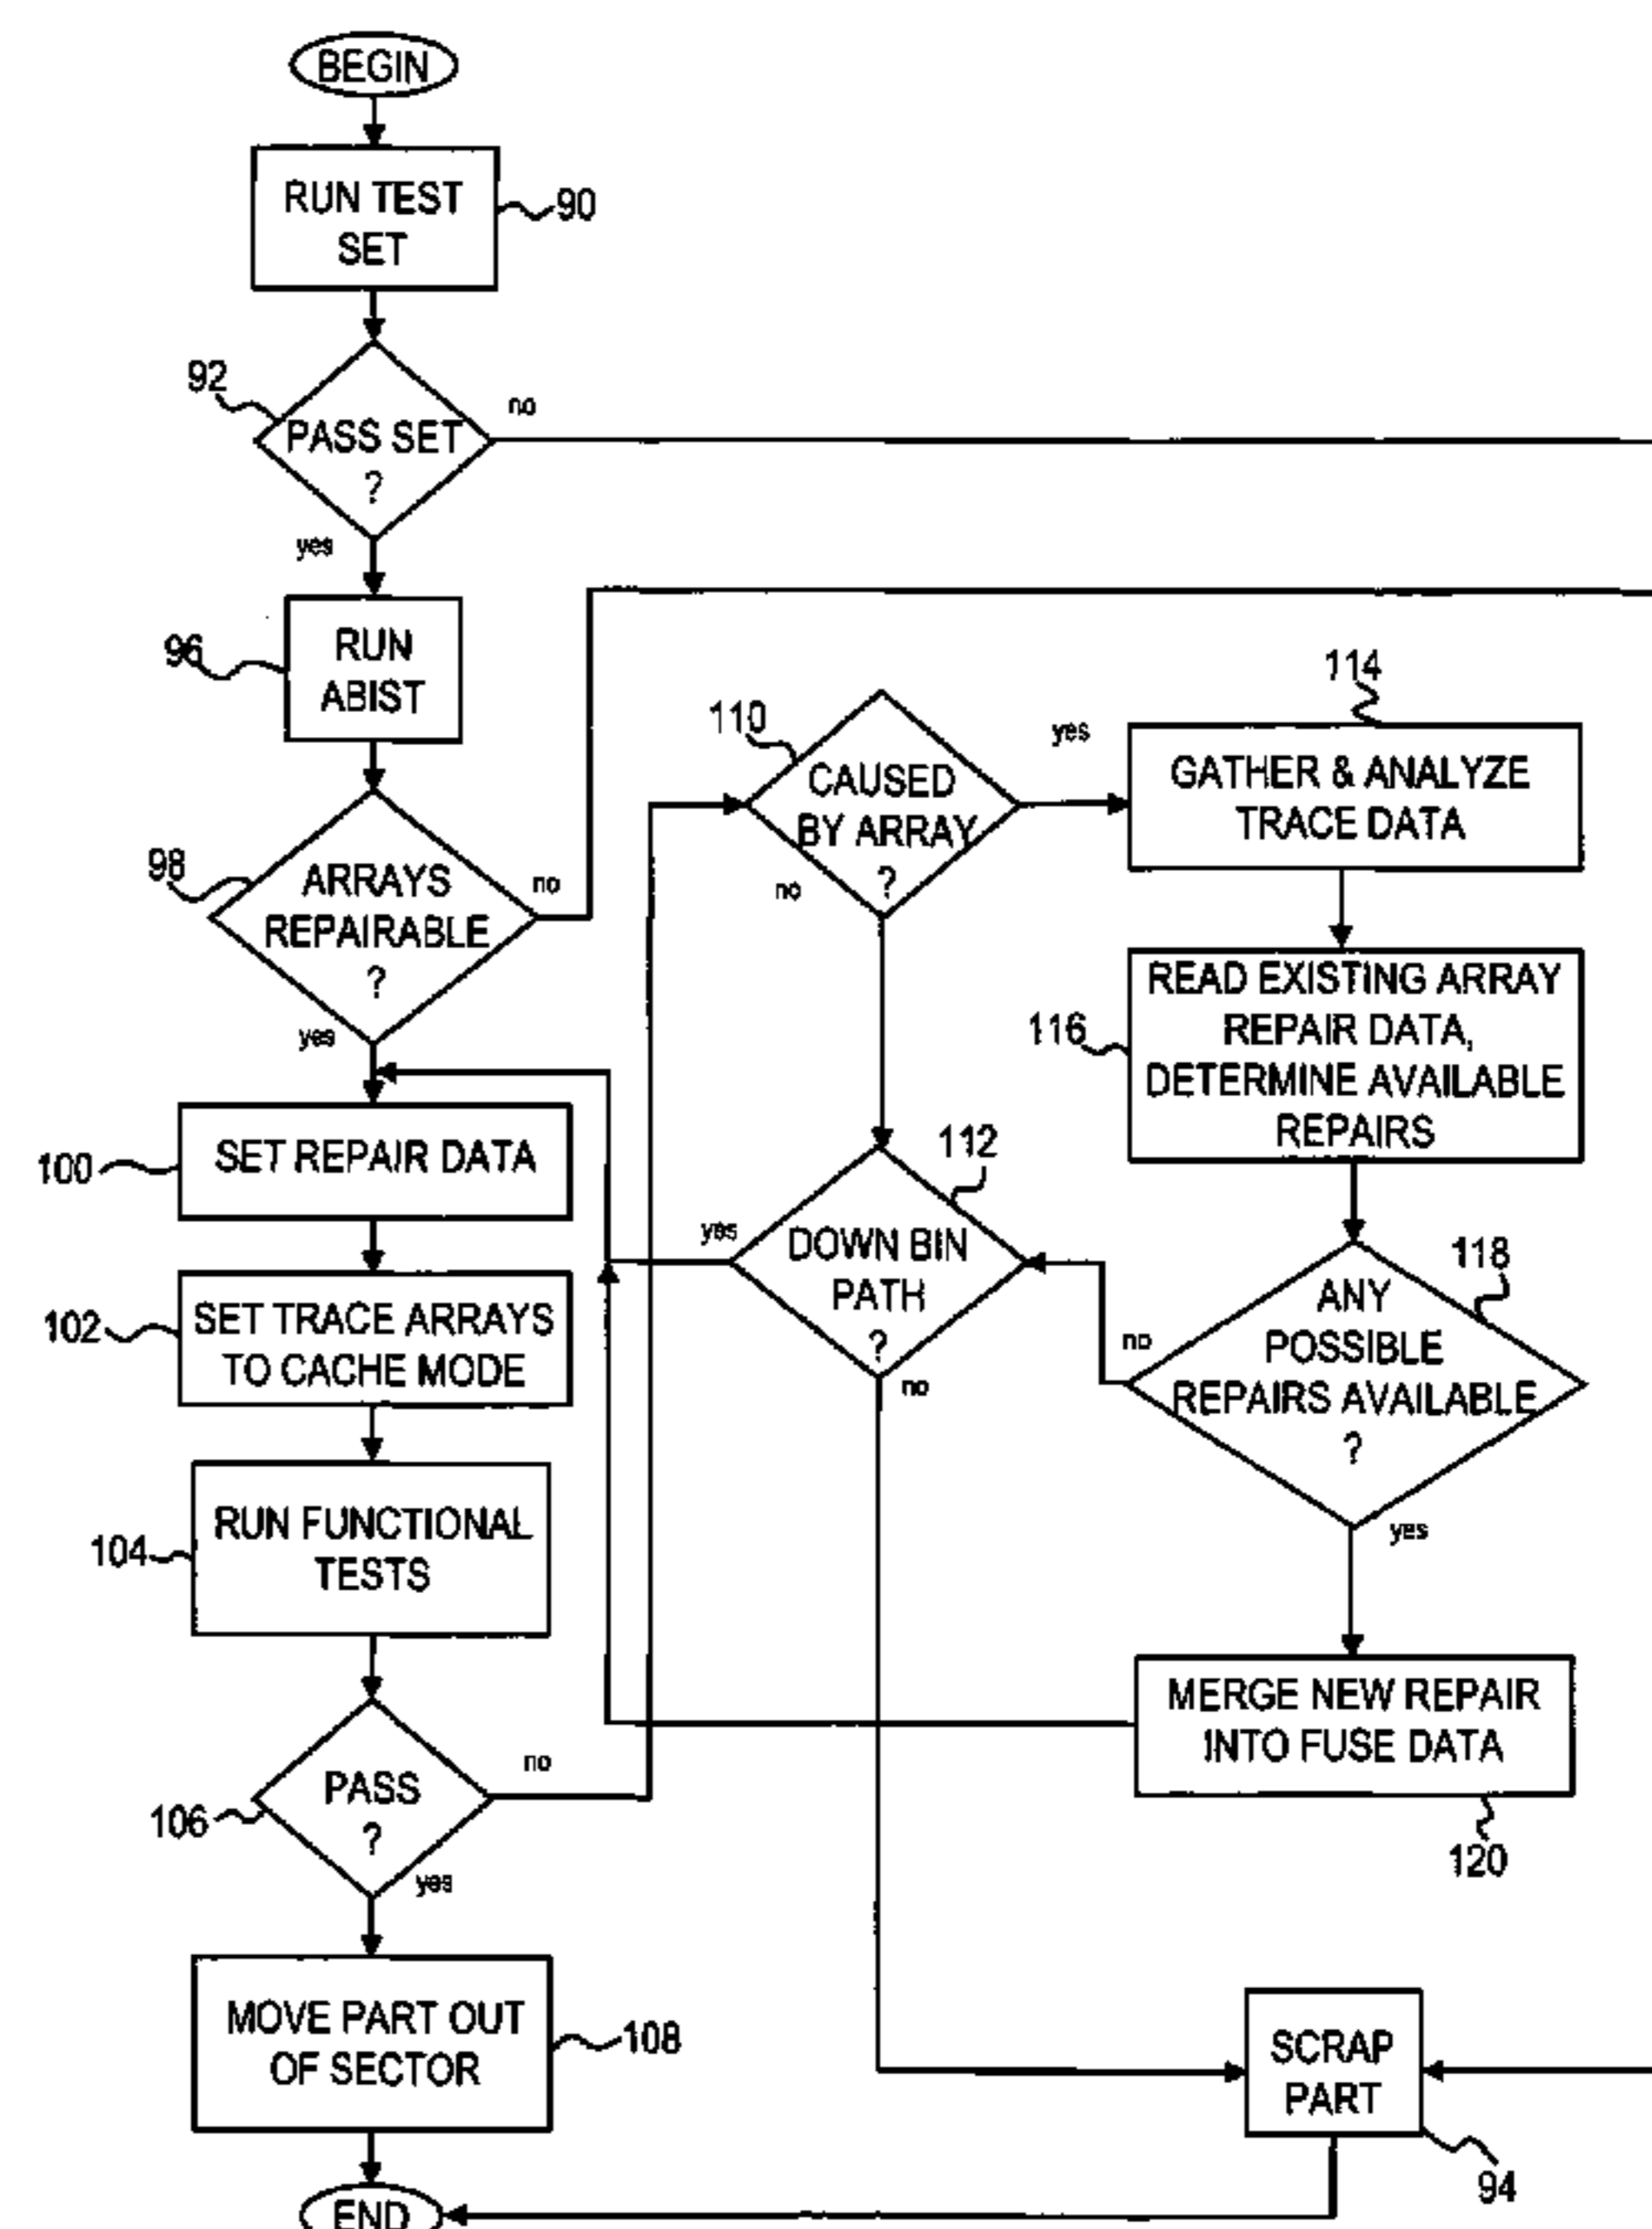 BEGIN
RUN TEST
SET
90
92
no
PASS SET
?
yes
96
RUN
ABIST
98
ARRAYS
REPAIRABLE
?
no
yes
100
SET REPAIR DATA
102
SET TRACE ARRAYS
TO CACHE MODE
104
RUN FUNCTIONAL
TESTS
106
PASS
?
no
yes
MOVE PART OUT
OF SECTOR
108
END
110
CAUSED
BY ARRAY
?
yes
no
112
yes
DOWN BIN
PATH
?
no
114
GATHER & ANALYZE
TRACE DATA
116
READ EXISTING ARRAY
REPAIR DATA,
DETERMINE AVAILABLE
REPAIRS
118
ANY
POSSIBLE
REPAIRS AVAILABLE
?
no
yes
MERGE NEW REPAIR
INTO FUSE DATA
120
SCRAP
PART
94